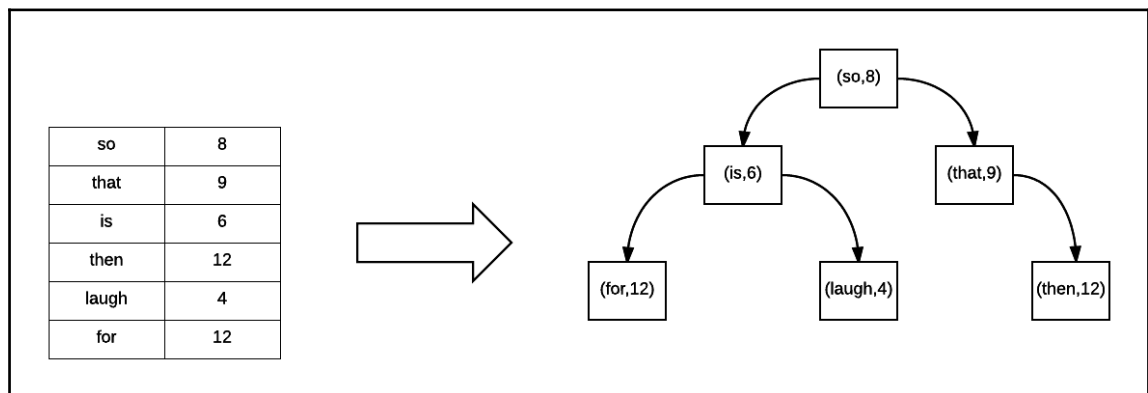 so 8
that 9
is 6
then 12
laugh 4
for 12
(so,8)
(is,6) (that,9)
(for,12) (laugh,4) (then,12)